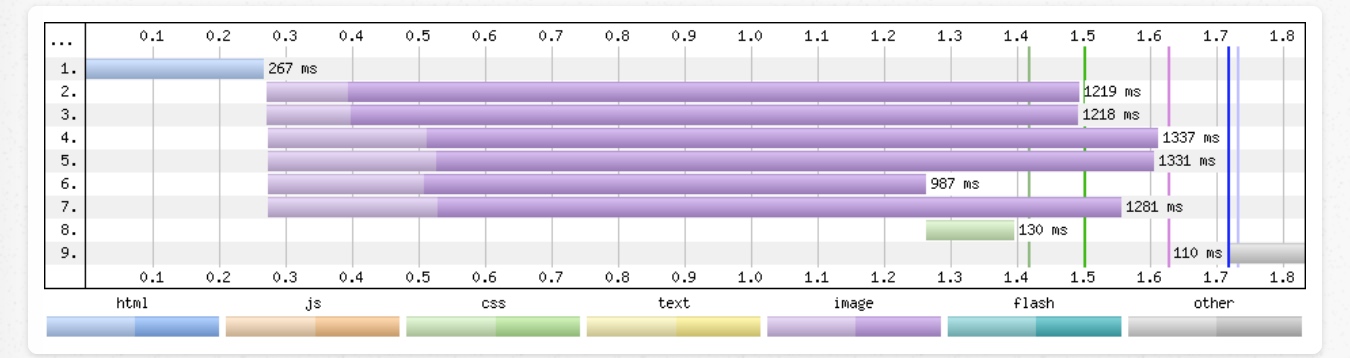 ... 0.1 0.2 0.3 0.4 0.5 0.6 0.7 0.8 0.9 1.0 1.1 1.2 1.3 1.4 1.5 1.6 1.7 1.8
1. 267 ms
2. 1219 ms
3. 1218 ms
4. 1337 ms
5. 1331 ms
6. 987 ms
7. 1281 ms
8. 130 ms
9. 110 ms
0.1 0.2 0.3 0.4 0.5 0.6 0.7 0.8 0.9 1.0 1.1 1.2 1.3 1.4 1.5 1.6 1.7 1.8
html js css text image flash other